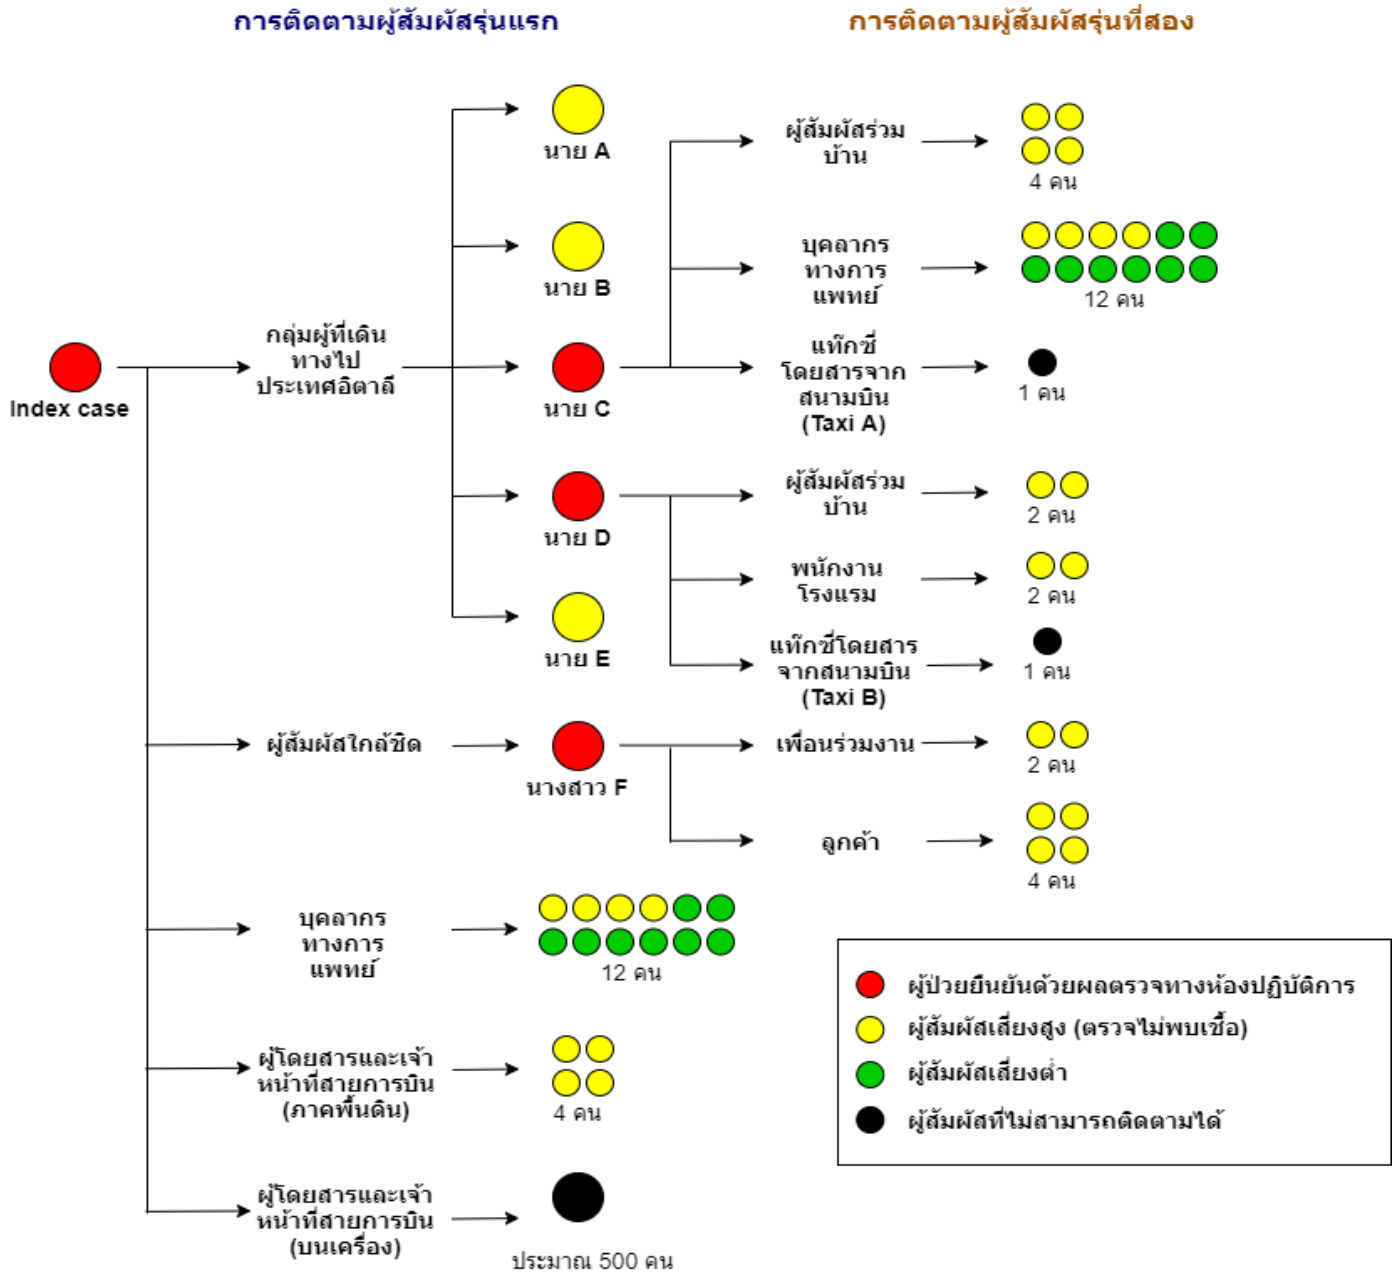 การติดตามผู้สัมผัสรุ่นแรก
การติดตามผู้สัมผัสรุ่นที่สอง
Index case
กลุ่มผู้ที่เดิน
ทางไป
ประเทศอิตาลี
นาย A
นาย B
นาย C
นาย D
นาย E
ผู้สัมผัสร่วม
บ้าน
4 คน
บุคลากร
ทางการ
แพทย์
12 คน
แท๊กซี่
โดยสารจาก
สนามบิน
(Taxi A)
1 คน
ผู้สัมผัสร่วม
บ้าน
2 คน
พนักงาน
โรงแรม
2 คน
แท๊กซี่โดยสาร
จากสนามบิน
(Taxi B)
1 คน
ผู้สัมผัสใกล้ชิด
นางสาว F
เพื่อนร่วมงาน
2 คน
ลูกค้า
4 คน
บุคลากร
ทางการ
แพทย์
12 คน
ผู้โดยสารและเจ้า
หน้าที่สายการบิน
(ภาคพื้นดิน)
4 คน
ผู้โดยสารและเจ้า
หน้าที่สายการบิน
(บนเครื่อง)
ประมาณ 500 คน
ผู้ป่วยยืนยันด้วยผลตรวจทางห้องปฏิบัติการ
ผู้สัมผัสเสี่ยงสูง (ตรวจไม่พบเชื้อ)
ผู้สัมผัสเสี่ยงต่ำ
ผู้สัมผัสที่ไม่สามารถติดตามได้